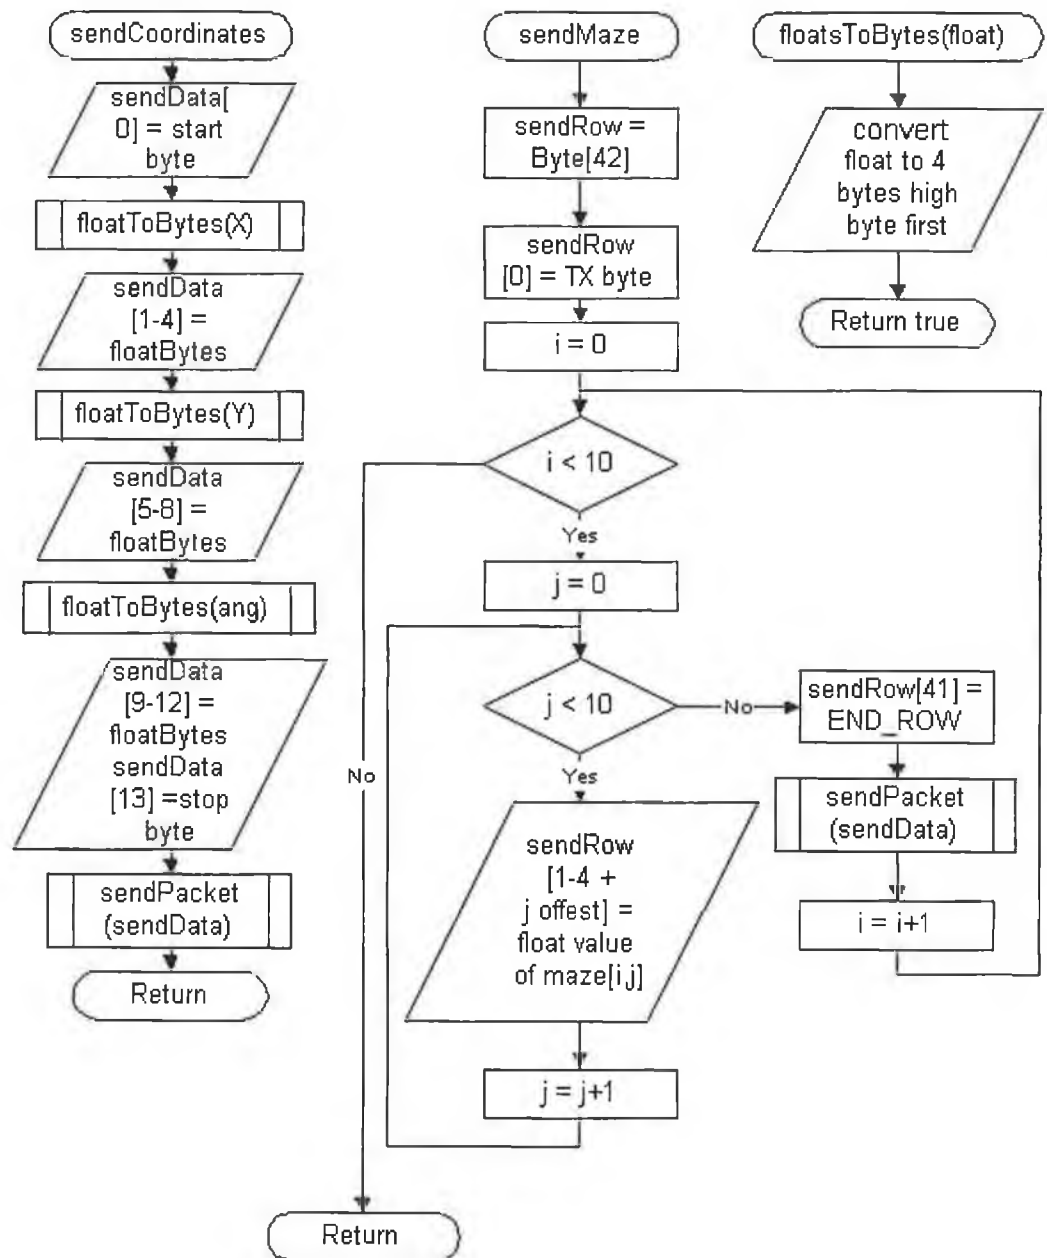 sendCoordinates
sendData[
0] = start
byte
floatToBytes(X)
sendData
[1-4] =
floatBytes
floatToBytes(Y)
sendData
[5-8] =
floatBytes
floatToBytes(ang)
sendData
[9-12] =
floatBytes
sendData
[13] =stop
byte
sendPacket
(sendData)
Return
sendMaze
sendRow =
Byte[42]
sendRow
[0] = TX byte
i = 0
i < 10
Yes
No
j = 0
j < 10
No
Yes
sendRow
[1-4 +
j offest] =
float value
of maze[i,j]
j = j+1
sendRow[41] =
END_ROW
sendPacket
(sendData)
i = i+1
Return
floatsToBytes(float)
convert
float to 4
bytes high
byte first
Return true